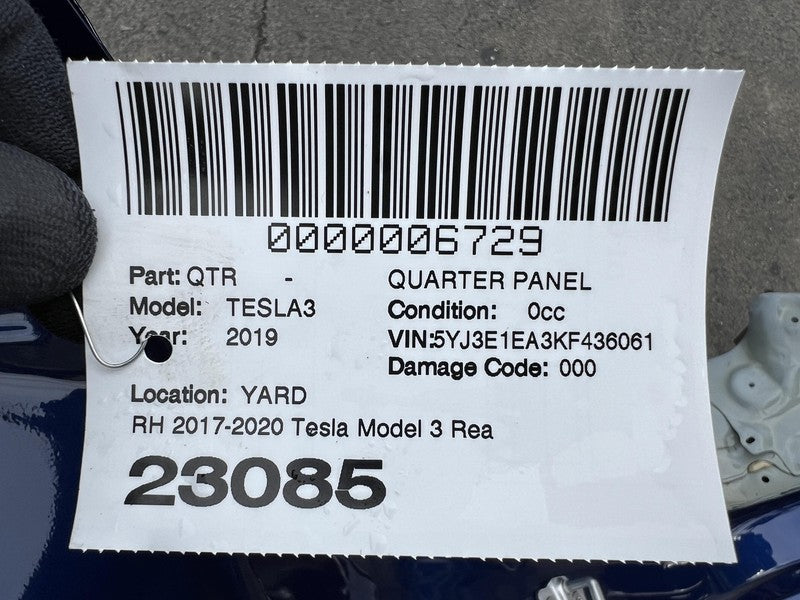 0000006729
Part: QTR - QUARTER PANEL
Model: TESLA3 Condition: 0cc
Year: 2019 VIN:5YJ3E1EA3KF436061
Damage Code: 000
Location: YARD
RH 2017-2020 Tesla Model 3 Rea
23085